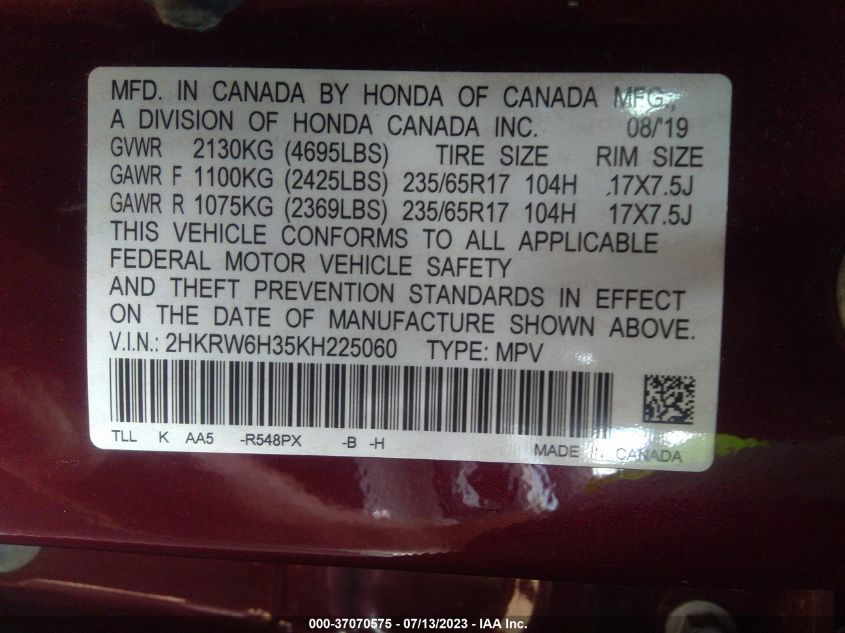 MFD. IN CANADA BY HONDA OF CANADA MFG.,
A DIVISION OF HONDA CANADA INC. 08/'19
GVWR 2130KG (4695LBS) TIRE SIZE RIM SIZE
GAWR F 1100KG (2425LBS) 235/65R17 104H 17X7.5J
GAWR R 1075KG (2369LBS) 235/65R17 104H 17X7.5J
THIS VEHICLE CONFORMS TO ALL APPLICABLE
FEDERAL MOTOR VEHICLE SAFETY
AND THEFT PREVENTION STANDARDS IN EFFECT
ON THE DATE OF MANUFACTURE SHOWN ABOVE.
V.I.N.: 2HKRW6H35KH225060 TYPE: MPV
TLL K AA5 -R548PX -B -H
MADE IN CANADA
000-37070575 - 07/13/2023 - IAA Inc.